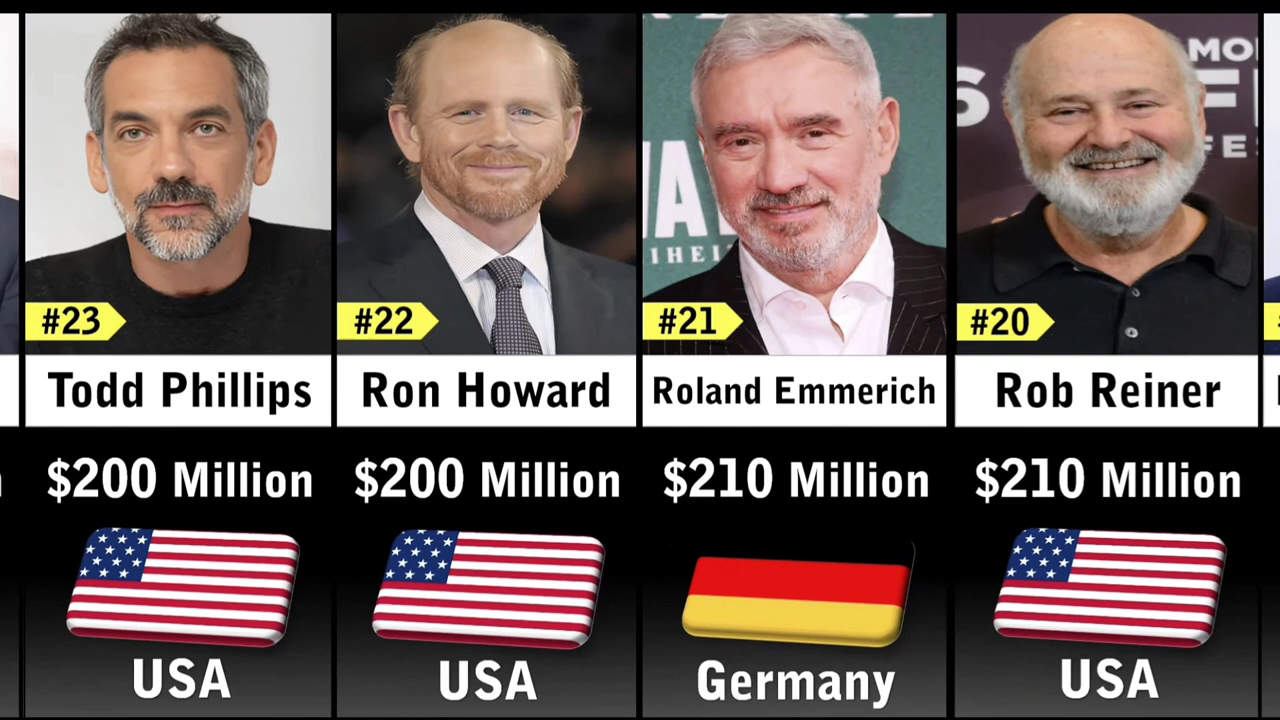 #23
Todd Phillips
$200 Million
USA
#22
Ron Howard
$200 Million
USA
#21
Roland Emmerich
$210 Million
Germany
#20
Rob Reiner
$210 Million
USA